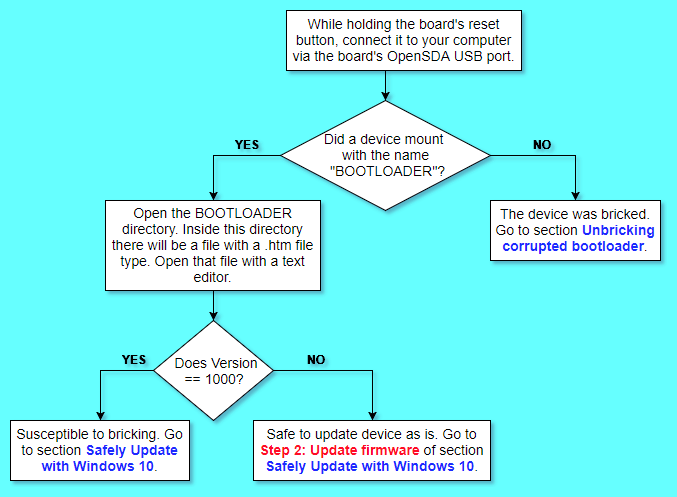 While holding the board's reset
button, connect it to your computer
via the board's OpenSDA USB port.
Did a device mount
with the name
"BOOTLOADER"?
YES
NO
Open the BOOTLOADER
directory. Inside this directory
there will be a file with a .htm file
type. Open that file with a text
editor.
The device was bricked.
Go to section Unbricking
corrupted bootloader.
Does Version
== 1000?
YES
NO
Susceptible to bricking. Go
to section Safely Update
with Windows 10.
Safe to update device as is. Go to
Step 2: Update firmware of section
Safely Update with Windows 10.